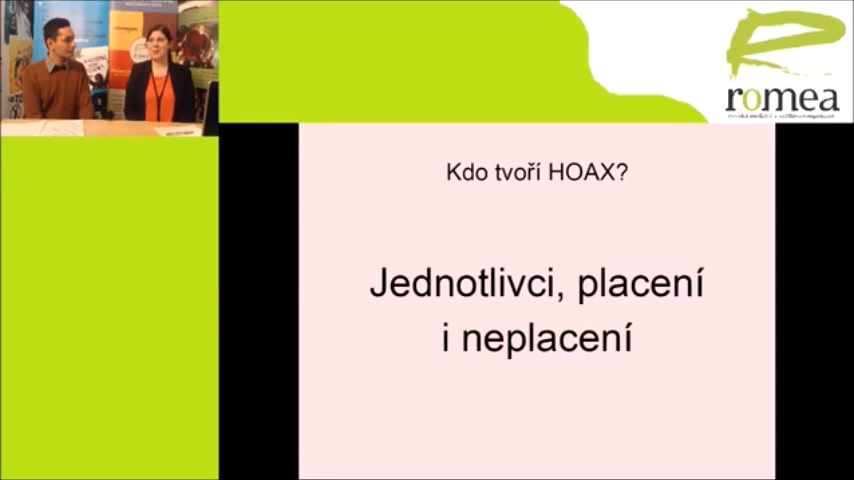 romea
Kdo tvoří HOAX?
Jednotlivci, placení
i neplacení